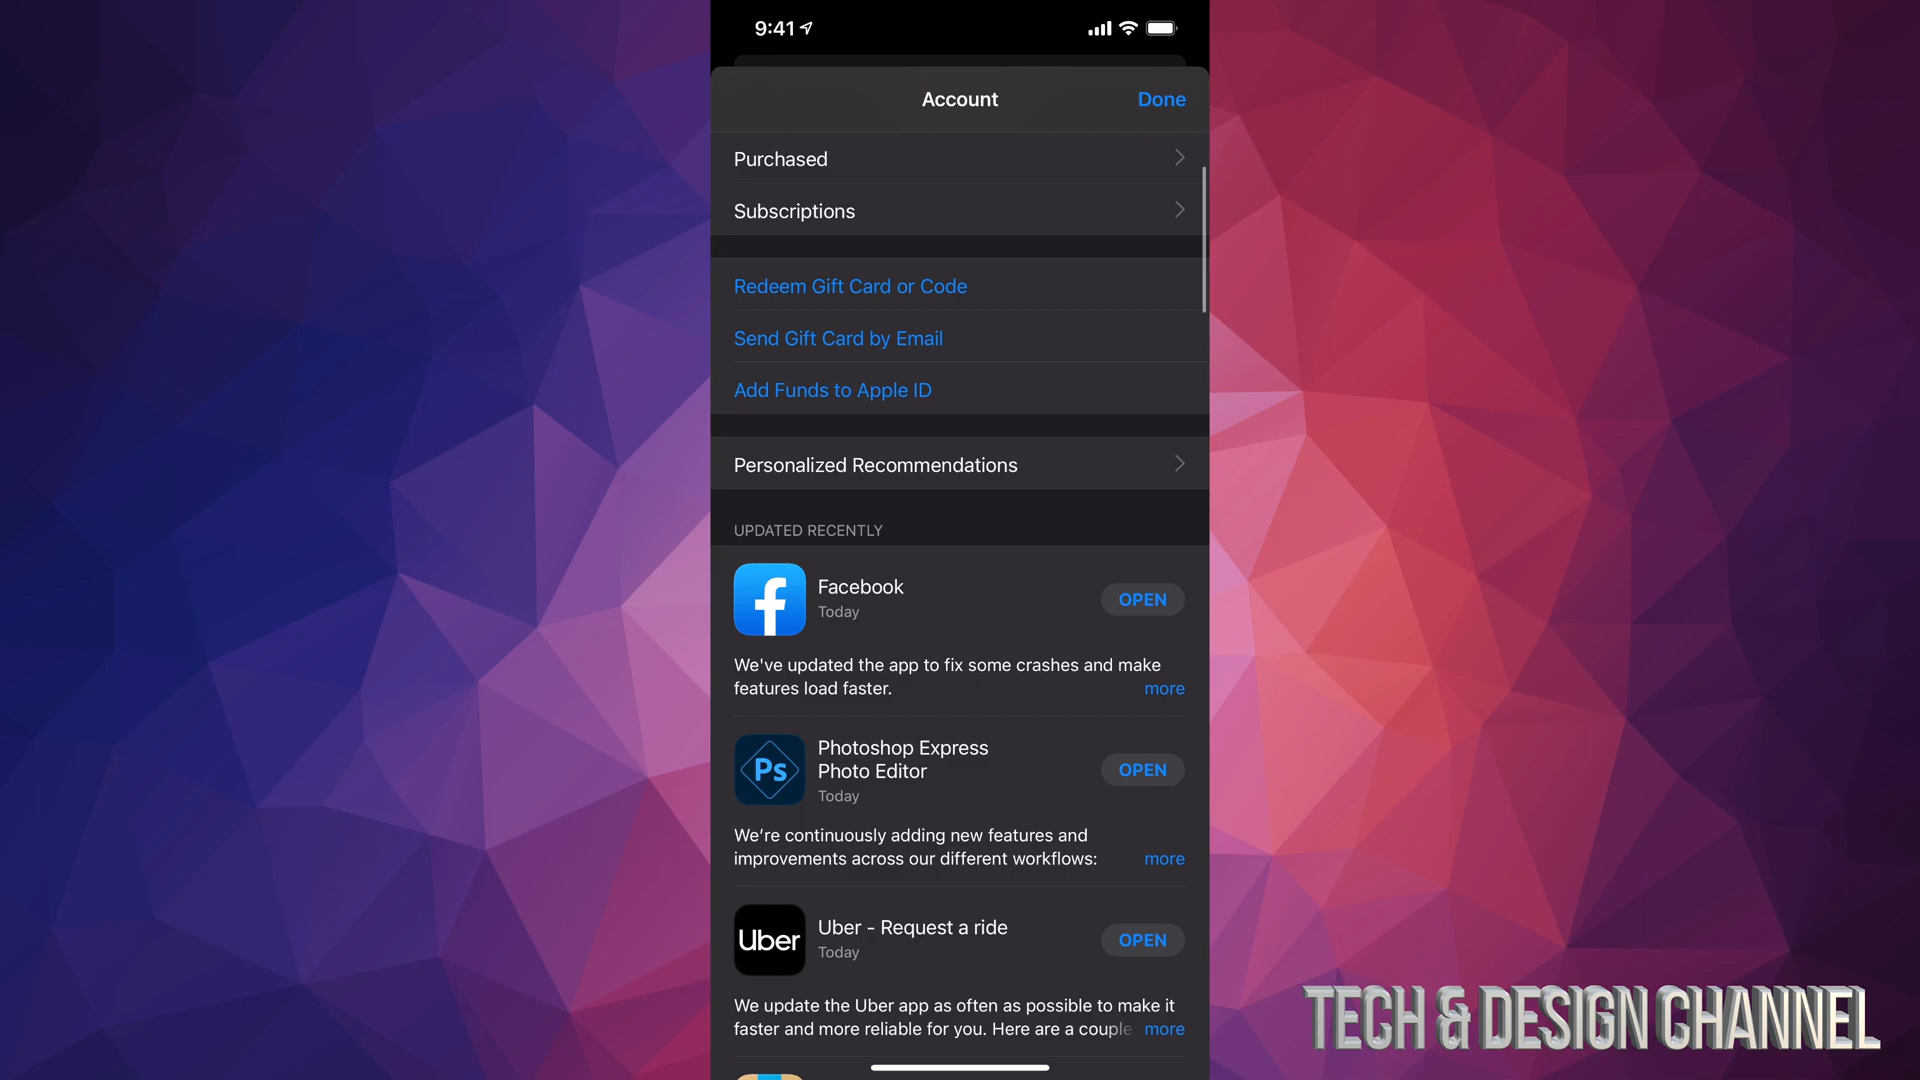 9:41
Account
Done
Purchased
Subscriptions
Redeem Gift Card or Code
Send Gift Card by Email
Add Funds to Apple ID
Personalized Recommendations
UPDATED RECENTLY
f
Facebook
Today
OPEN
We've updated the app to fix some crashes and make
features load faster.
more
Ps
Photoshop Express
Photo Editor
Today
OPEN
We’re continuously adding new features and
improvements across our different workflows:
more
Uber
Uber - Request a ride
Today
OPEN
We update the Uber app as often as possible to make it
faster and more reliable for you. Here are a couple
more
TECH & DESIGN CHANNEL